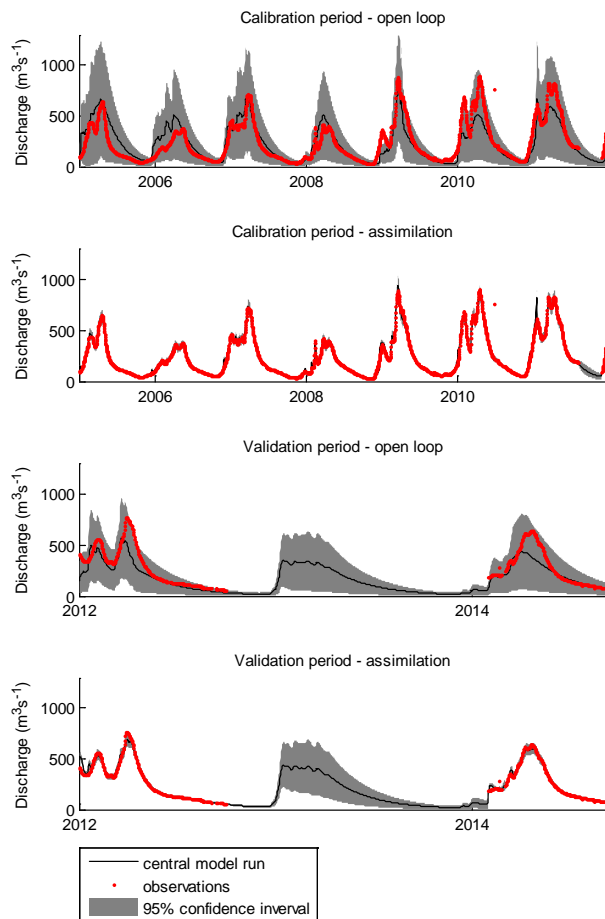 Calibration period - open loop
Discharge (m³s⁻¹)
1000
500
0
2006
2008
2010
Calibration period - assimilation
Discharge (m³s⁻¹)
1000
500
0
2006
2008
2010
Validation period - open loop
Discharge (m³s⁻¹)
1000
500
0
2012
2014
Validation period - assimilation
Discharge (m³s⁻¹)
1000
500
0
2012
2014
central model run
observations
95% confidence inverval